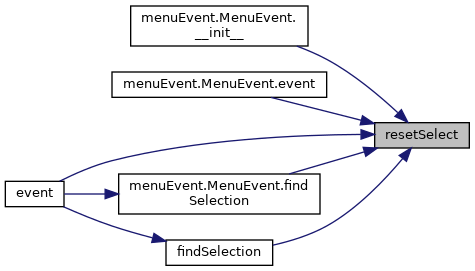 menuEvent.MenuEvent.
__init__
menuEvent.MenuEvent.event
resetSelect
event
menuEvent.MenuEvent.find
Selection
findSelection